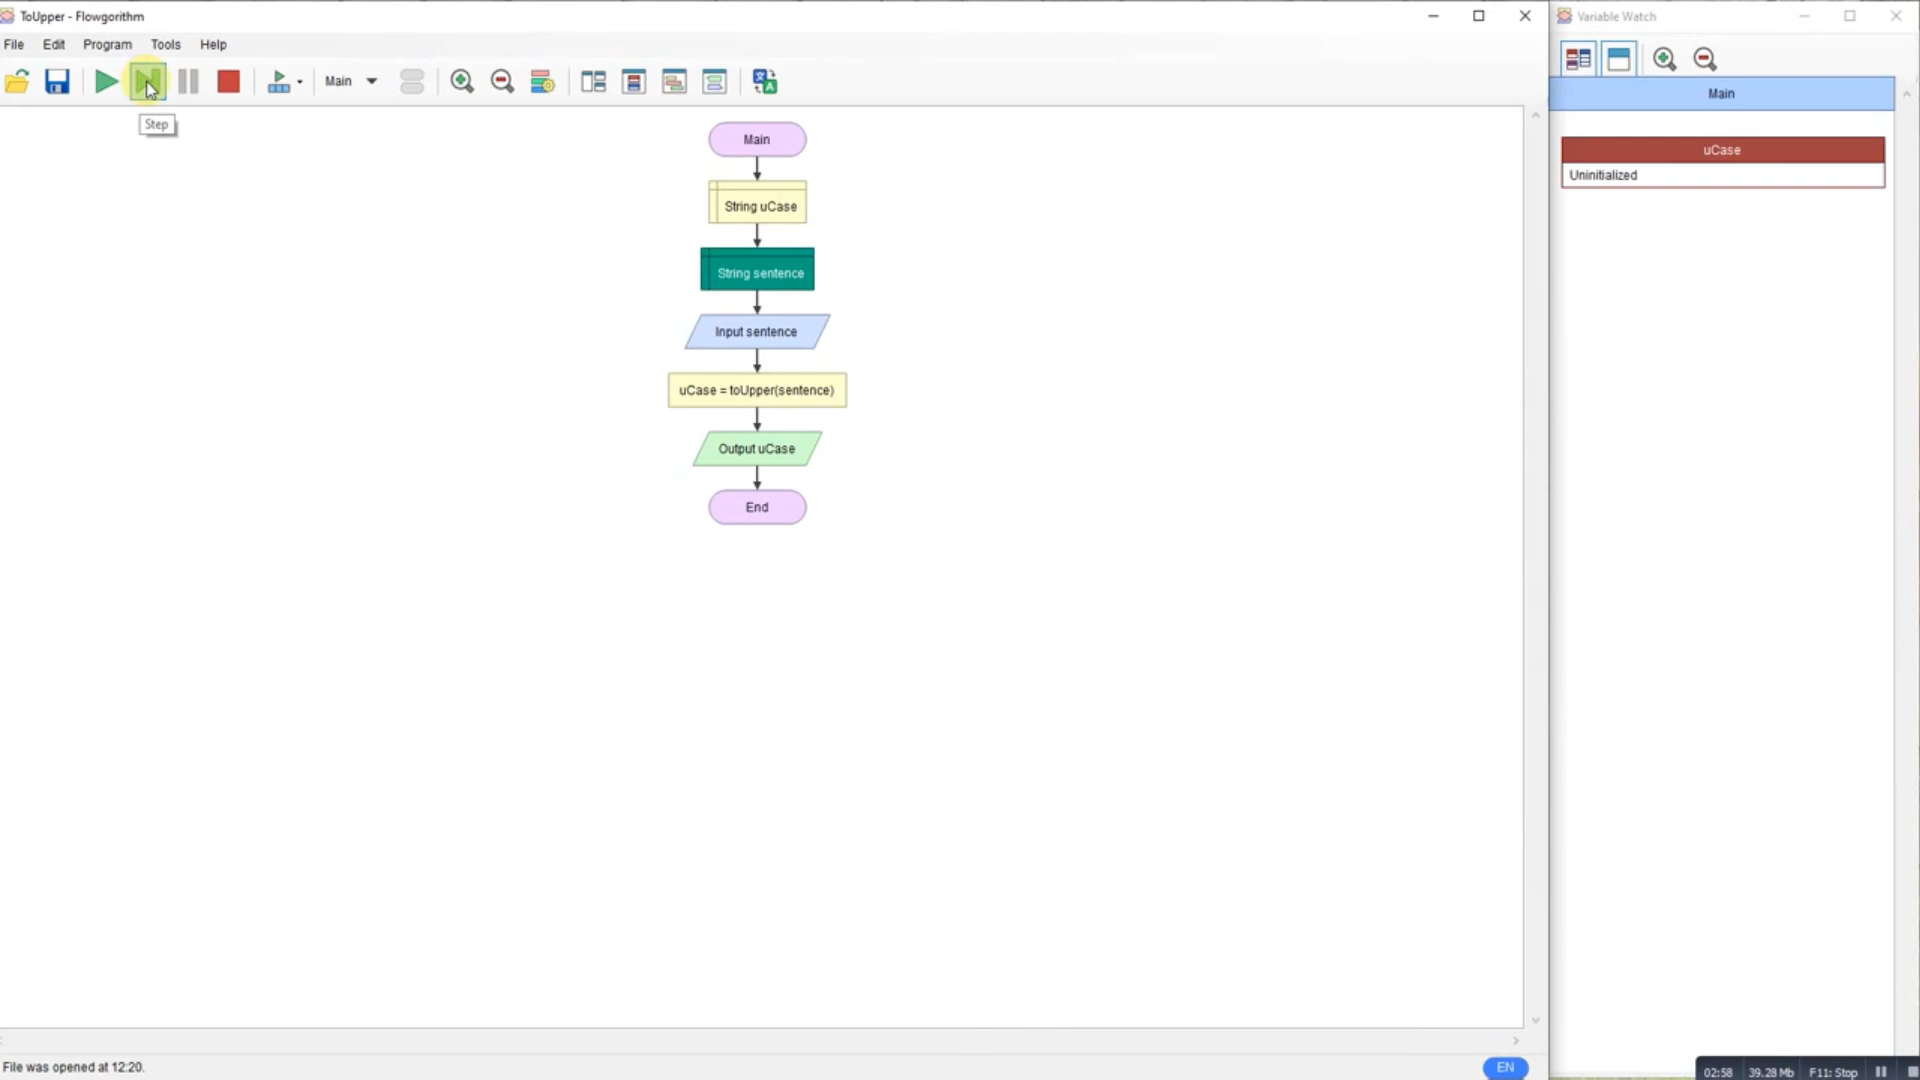 ToUpper - Flowgorithm
File Edit Program Tools Help
Main
Step
Main
String uCase
String sentence
Input sentence
uCase = toUpper(sentence)
Output uCase
End
File was opened at 12:20.
EN
Variable Watch
Main
uCase
Uninitialized
02:58 39.28 Mb F11: Stop